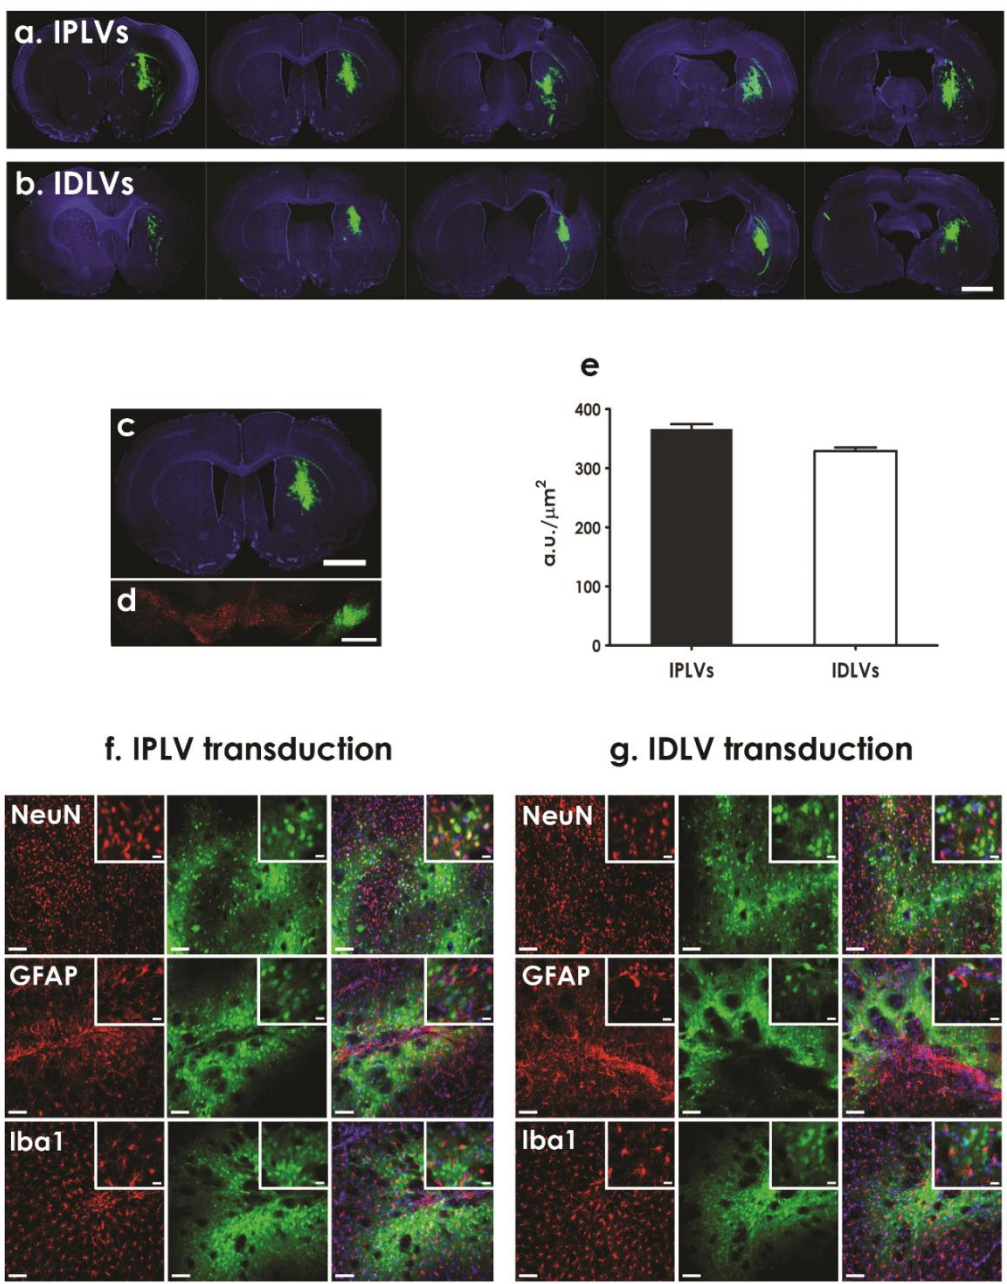 a. IPLVs
b. IDLVs
c
d
e
400
300
200
100
0
a.u./μm²
IPLVs
IDLVs
f. IPLV transduction
g. IDLV transduction
NeuN
NeuN
GFAP
GFAP
Iba1
Iba1